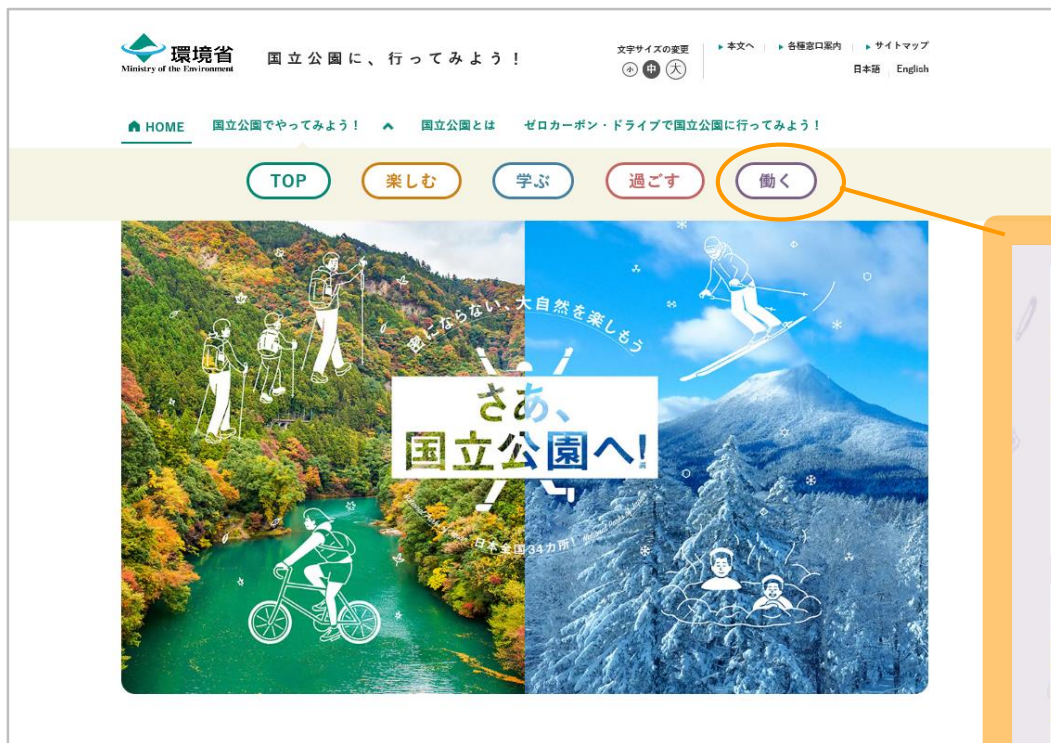 環境省
Ministry of the Environment
国立公園に、行ってみよう！
文字サイズの変更
小 中 大
本文へ 各種窓口案内 サイトマップ
日本語 English
HOME 国立公園でやってみよう！ 国立公園とは ゼロカーボン・ドライブで国立公園に行ってみよう！
TOP 楽しむ 学ぶ 過ごす 働く
密にならない、大自然を楽しもう
さあ、
国立公園へ!
日本全国34カ所!